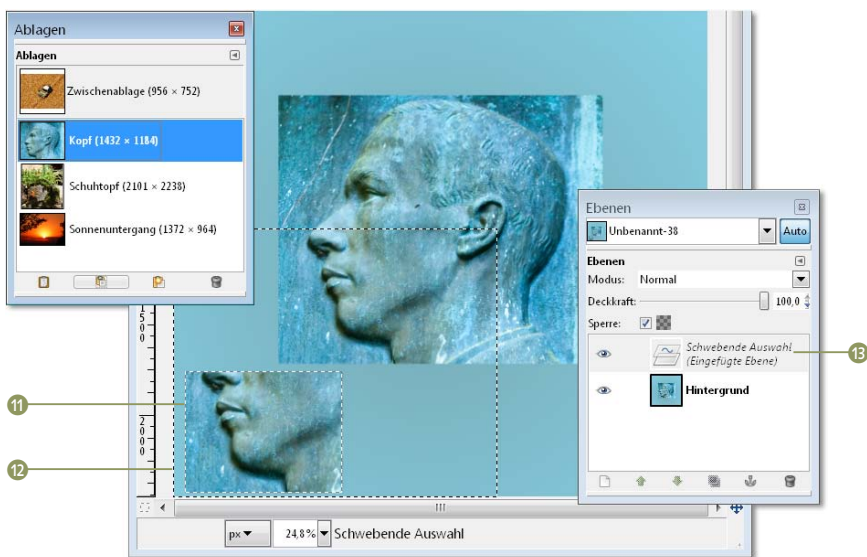 Ablagen
Ablagen
Zwischenablage (956 × 752)
Kopf (1432 × 1184)
Schuhtopf (2101 × 2238)
Sonnenuntergang (1372 × 964)
Ebenen
Unbenannt-38
Auto
Ebenen
Modus: Normal
Deckkraft: 100,0
Sperre:
Schwebende Auswahl
(Eingefügte Ebene)
13
Hintergrund
1500
11
2000
12
px 24,8% Schwebende Auswahl